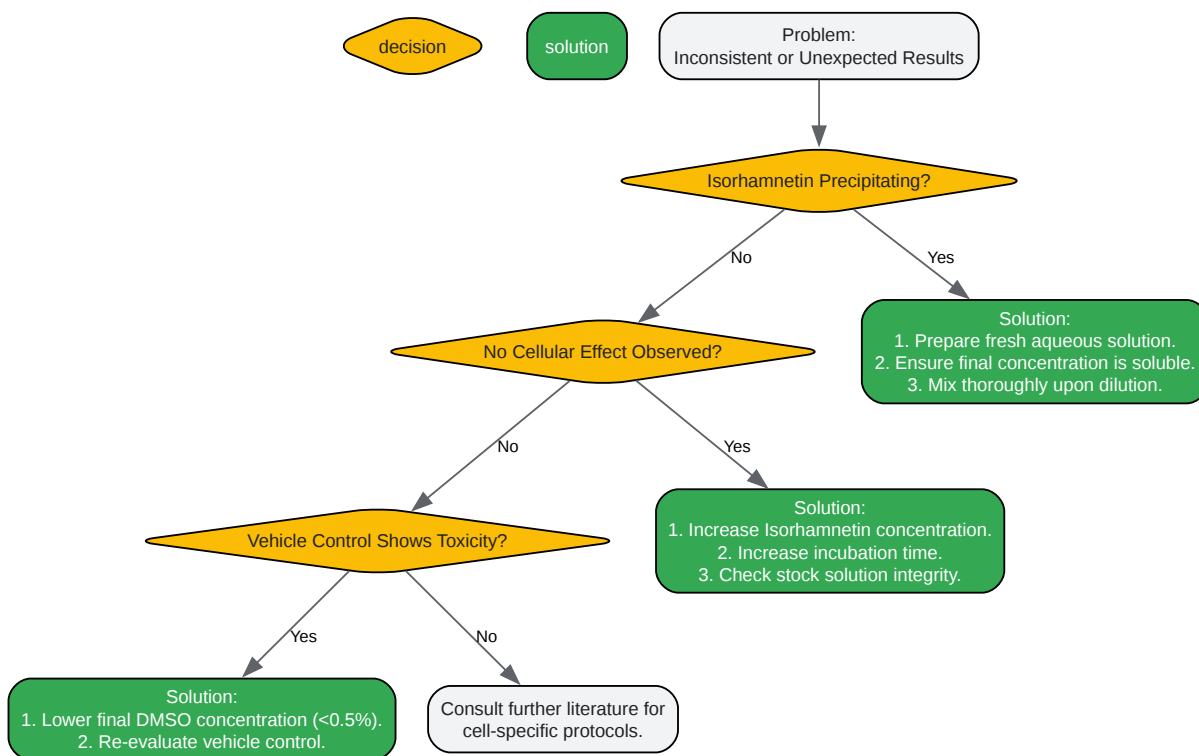 decision
solution
Problem:
Inconsistent or Unexpected Results
Isorhamnetin Precipitating?
No
Yes
Solution:
1. Prepare fresh aqueous solution.
2. Ensure final concentration is soluble.
3. Mix thoroughly upon dilution.
No Cellular Effect Observed?
No
Yes
Solution:
1. Increase Isorhamnetin concentration.
2. Increase incubation time.
3. Check stock solution integrity.
Vehicle Control Shows Toxicity?
Yes
No
Solution:
1. Lower final DMSO concentration (<0.5%).
2. Re-evaluate vehicle control.
Consult further literature for
cell-specific protocols.